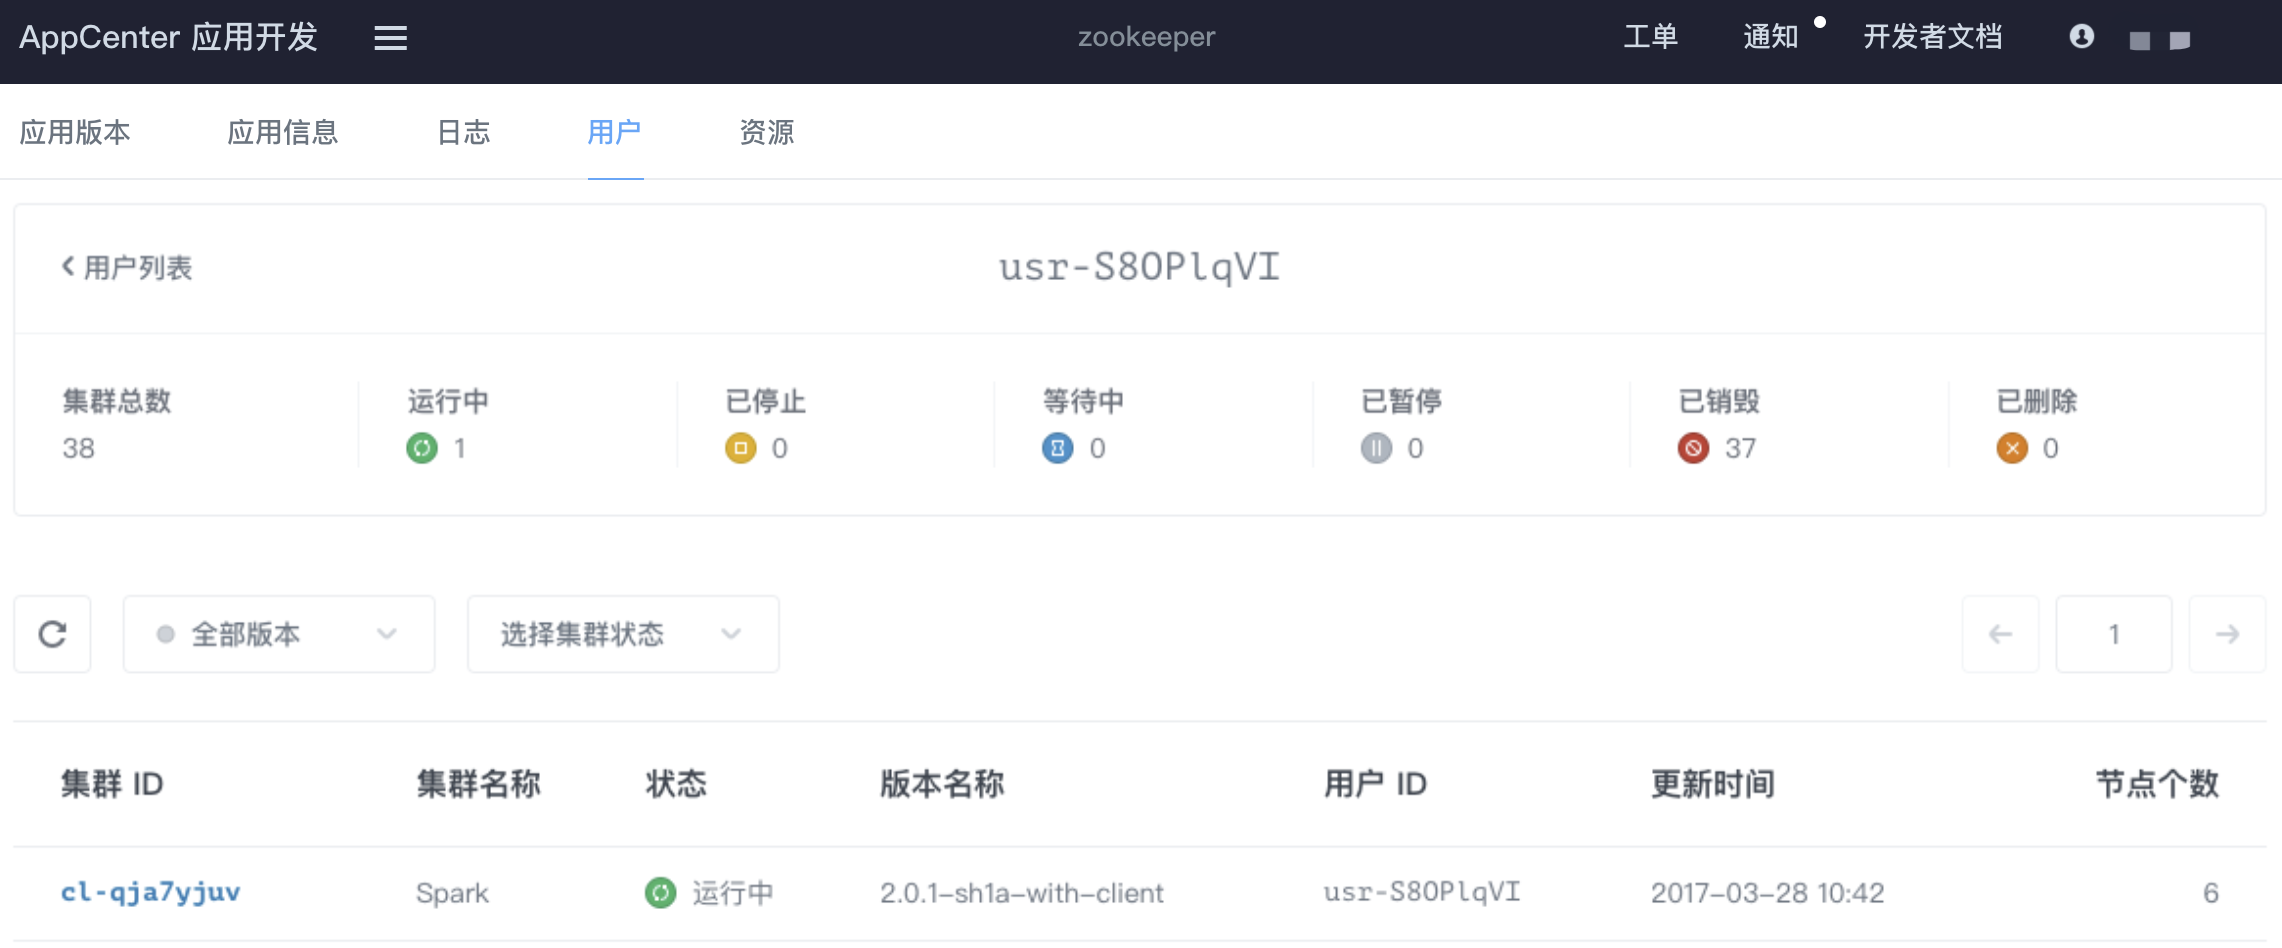 AppCenter 应用开发 zookeeper 工单 通知 开发者文档
应用版本 应用信息 日志 用户 资源
用户列表 usr-S8OPlqVI
集群总数 运行中 已停止 等待中 已暂停 已销毁 已删除
38 1 0 0 0 37 0
全部版本 选择集群状态 1
集群 ID 集群名称 状态 版本名称 用户 ID 更新时间 节点个数
cl-qja7yjuv Spark 运行中 2.0.1-sh1a-with-client usr-S8OPlqVI 2017-03-28 10:42 6